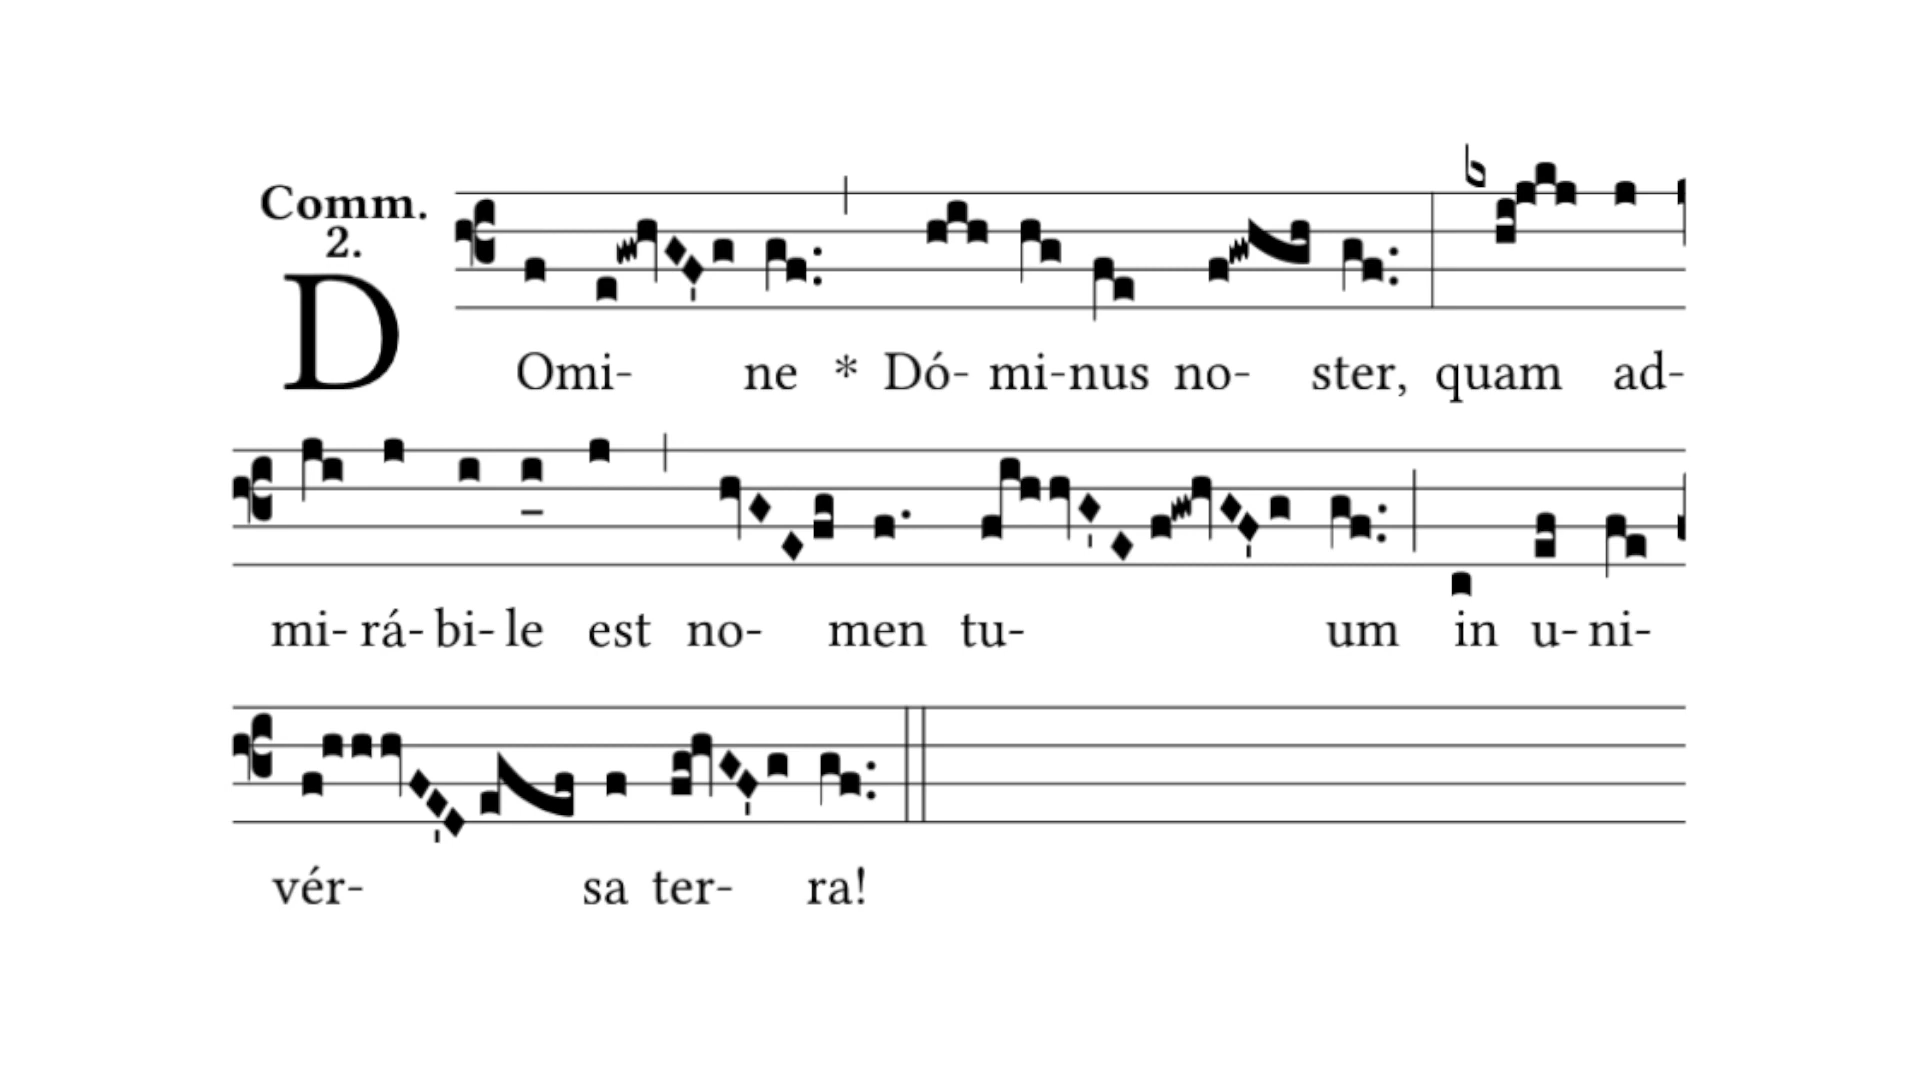 Comm.
2.
DOmi- ne * Dó- mi-nus no- ster, quam ad-
mi- rá- bi- le est no- men tu- um in u- ni-
vér- sa ter- ra!